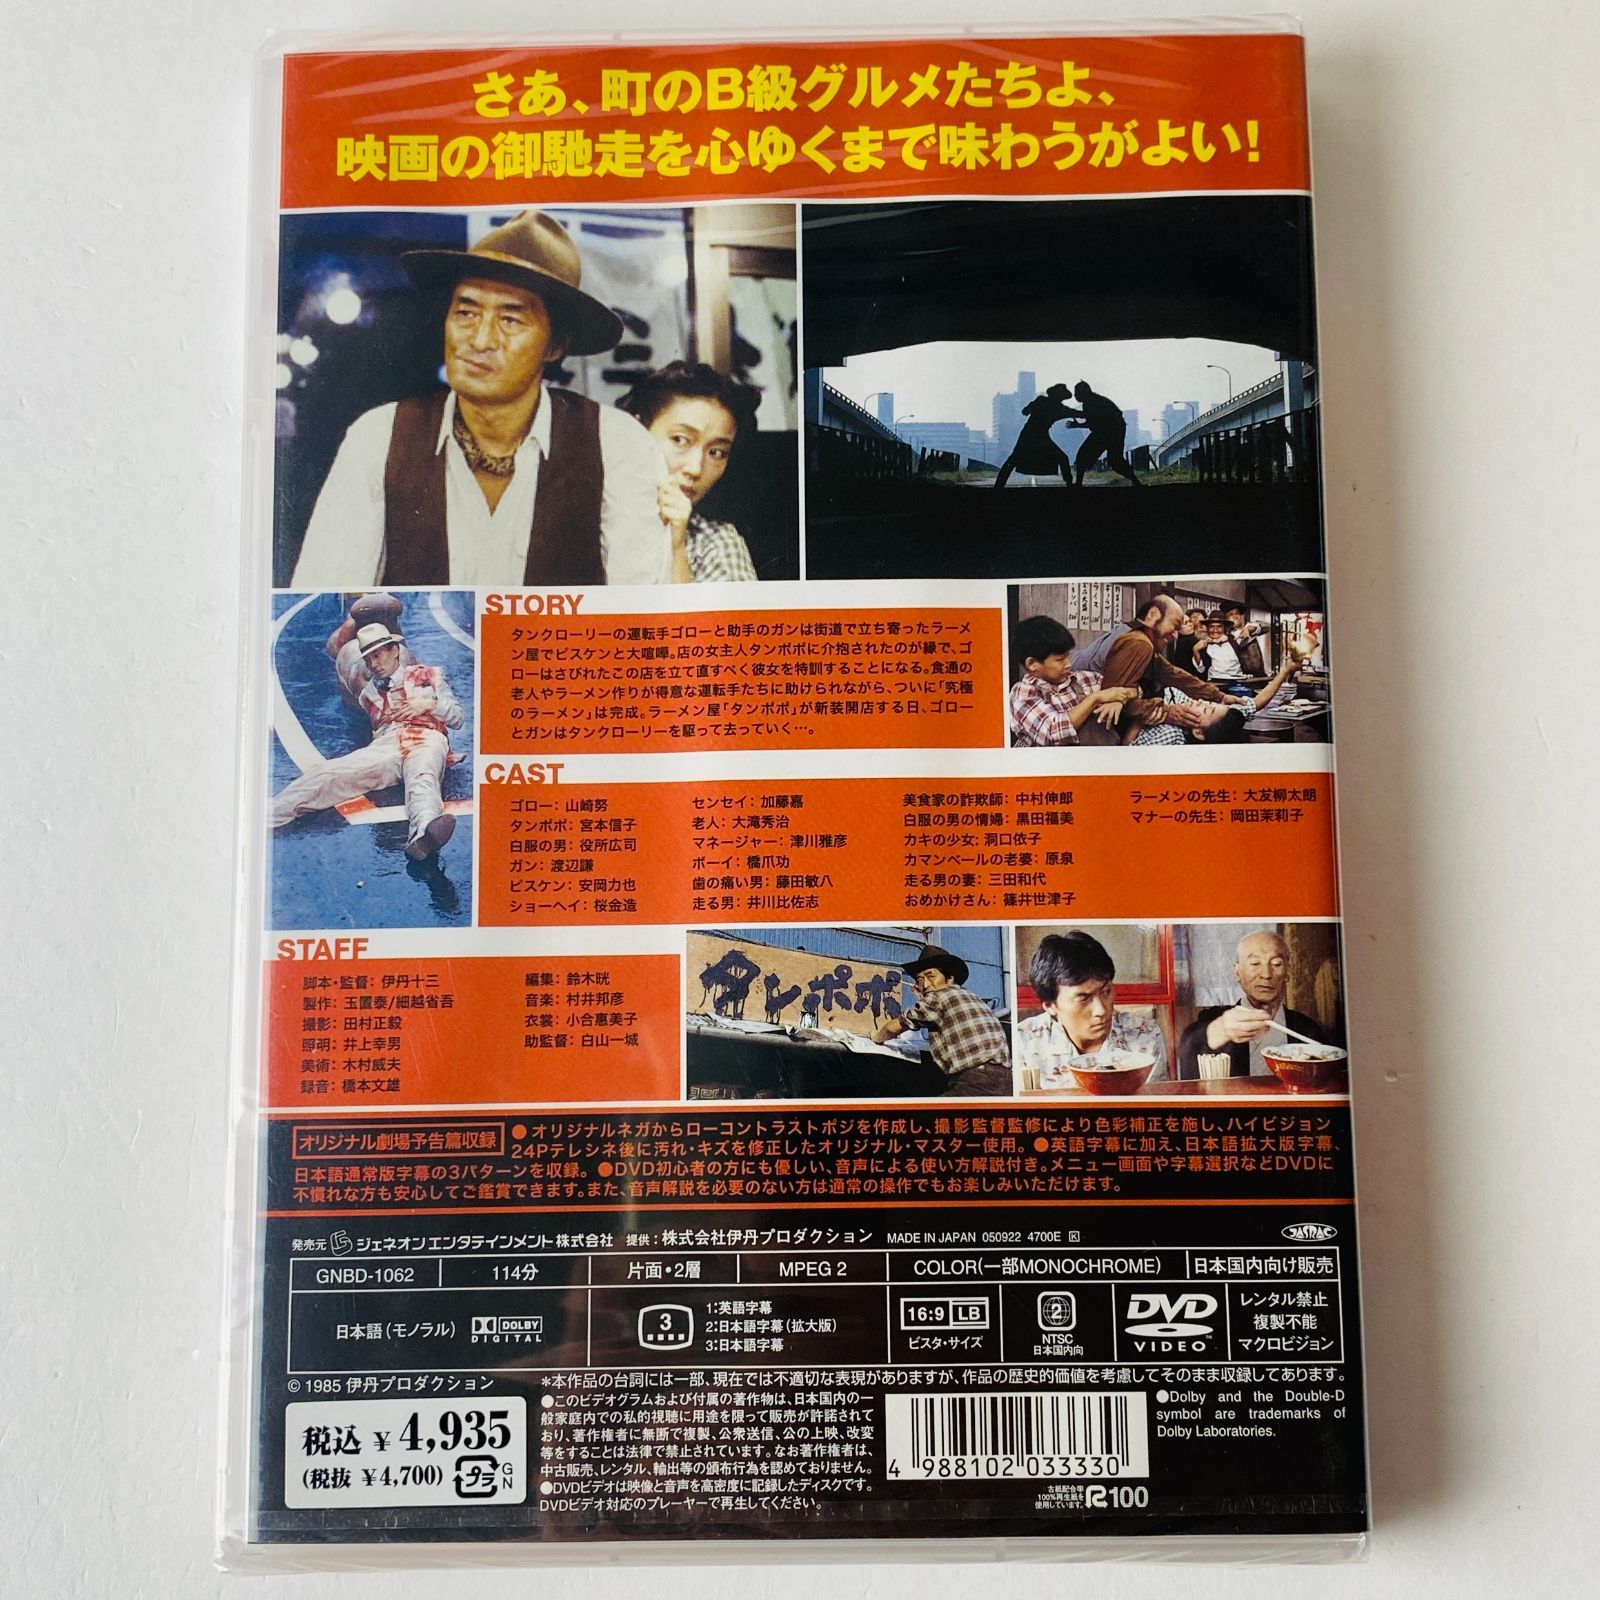 さあ、町のB級グルメたちよ、
映画の御馳走を心ゆくまで味わうがよい!
STORY
タンクローリーの運転手ゴローと助手のガンは街道で立ち寄ったラーメ
ン屋でピスケンと大喧嘩。店の女主人タンポポに介抱されたのが縁で、ゴ
ローはさびれたこの店を立て直すべく彼女を特訓することになる。食通の
老人やラーメン作りが得意な運転手たちに助けられながら、ついに「究極
のラーメン」は完成。ラーメン屋「タンポポ」が新装開店する日、ゴロー
とガンはタンクローリーを駆って去っていく…。
CAST
ゴロー: 山﨑努
タンポポ: 宮本信子
白服の男: 役所広司
ガン: 渡辺謙
ピスケン: 安岡力也
ショーヘイ: 桜金造
センセイ: 加藤嘉
老人: 大滝秀治
マネージャー: 津川雅彦
ボーイ: 橋爪功
歯の痛い男: 藤田敏八
走る男: 井川比佐志
美食家の詐欺師: 中村伸郎
白服の男の情婦: 黒田福美
カキの少女: 洞口依子
カマンベールの老婆: 原泉
走る男の妻: 三田和代
おめかけさん: 篠井世津子
ラーメンの先生: 大友柳太朗
マナーの先生: 岡田茉莉子
STAFF
脚本・監督: 伊丹十三
製作: 玉置泰/細越省吾
撮影: 田村正毅
照明: 井上幸男
美術: 木村威夫
録音: 橋本文雄
編集: 鈴木晄
音楽: 村井邦彦
衣裳: 小合恵美子
助監督: 白山一城
タンポポ
オリジナル劇場予告篇収録 ●オリジナルネガからローコントラストポジを作成し、撮影監督監修により色彩補正を施し、ハイビジョン
24Pテレシネ後に汚れ・キズを修正したオリジナル・マスター使用。●英語字幕に加え、日本語拡大版字幕、
日本語通常版字幕の3パターンを収録。●DVD初心者の方にも優しい、音声による使い方解説付き。メニュー画面や字幕選択などDVDに
不慣れな方も安心してご鑑賞できます。また、音声解説を必要のない方は通常の操作でもお楽しみいただけます。
発売元 ジェネオン エンタテインメント株式会社 提供: 株式会社伊丹プロダクション MADE IN JAPAN 050922 4700E K
JASRAC
GNBD-1062 114分 片面・2層 MPEG 2 COLOR(一部MONOCHROME) 日本国内向け販売
日本語(モノラル) DOLBY DIGITAL
3
1:英語字幕
2:日本語字幕(拡大版)
3:日本語字幕
16:9 LB
ビスタ・サイズ
2
NTSC
日本国内向
DVD
VIDEO
レンタル禁止
複製不能
マクロビジョン
© 1985 伊丹プロダクション
*本作品の台詞には一部、現在では不適切な表現がありますが、作品の歴史的価値を考慮してそのまま収録してあります。
税込 ¥4,935
(税抜 ¥4,700)
プラ
G
N
●このビデオグラムおよび付属の著作物は、日本国内の一
般家庭内での私的視聴に用途を限って販売が許諾されて
おり、著作権者に無断で複製、公衆送信、公の上映、改変
等をすることは法律で禁止されています。なお著作権者は、
中古販売、レンタル、輸出等の頒布行為を認めておりません。
●DVDビデオは映像と音声を高密度に記録したディスクです。
DVDビデオ対応のプレーヤーで再生してください。
4 988102 033330
●Dolby and the Double-D
symbol are trademarks of
Dolby Laboratories.
古紙配合率
100%再生紙を
使用しています。
R100